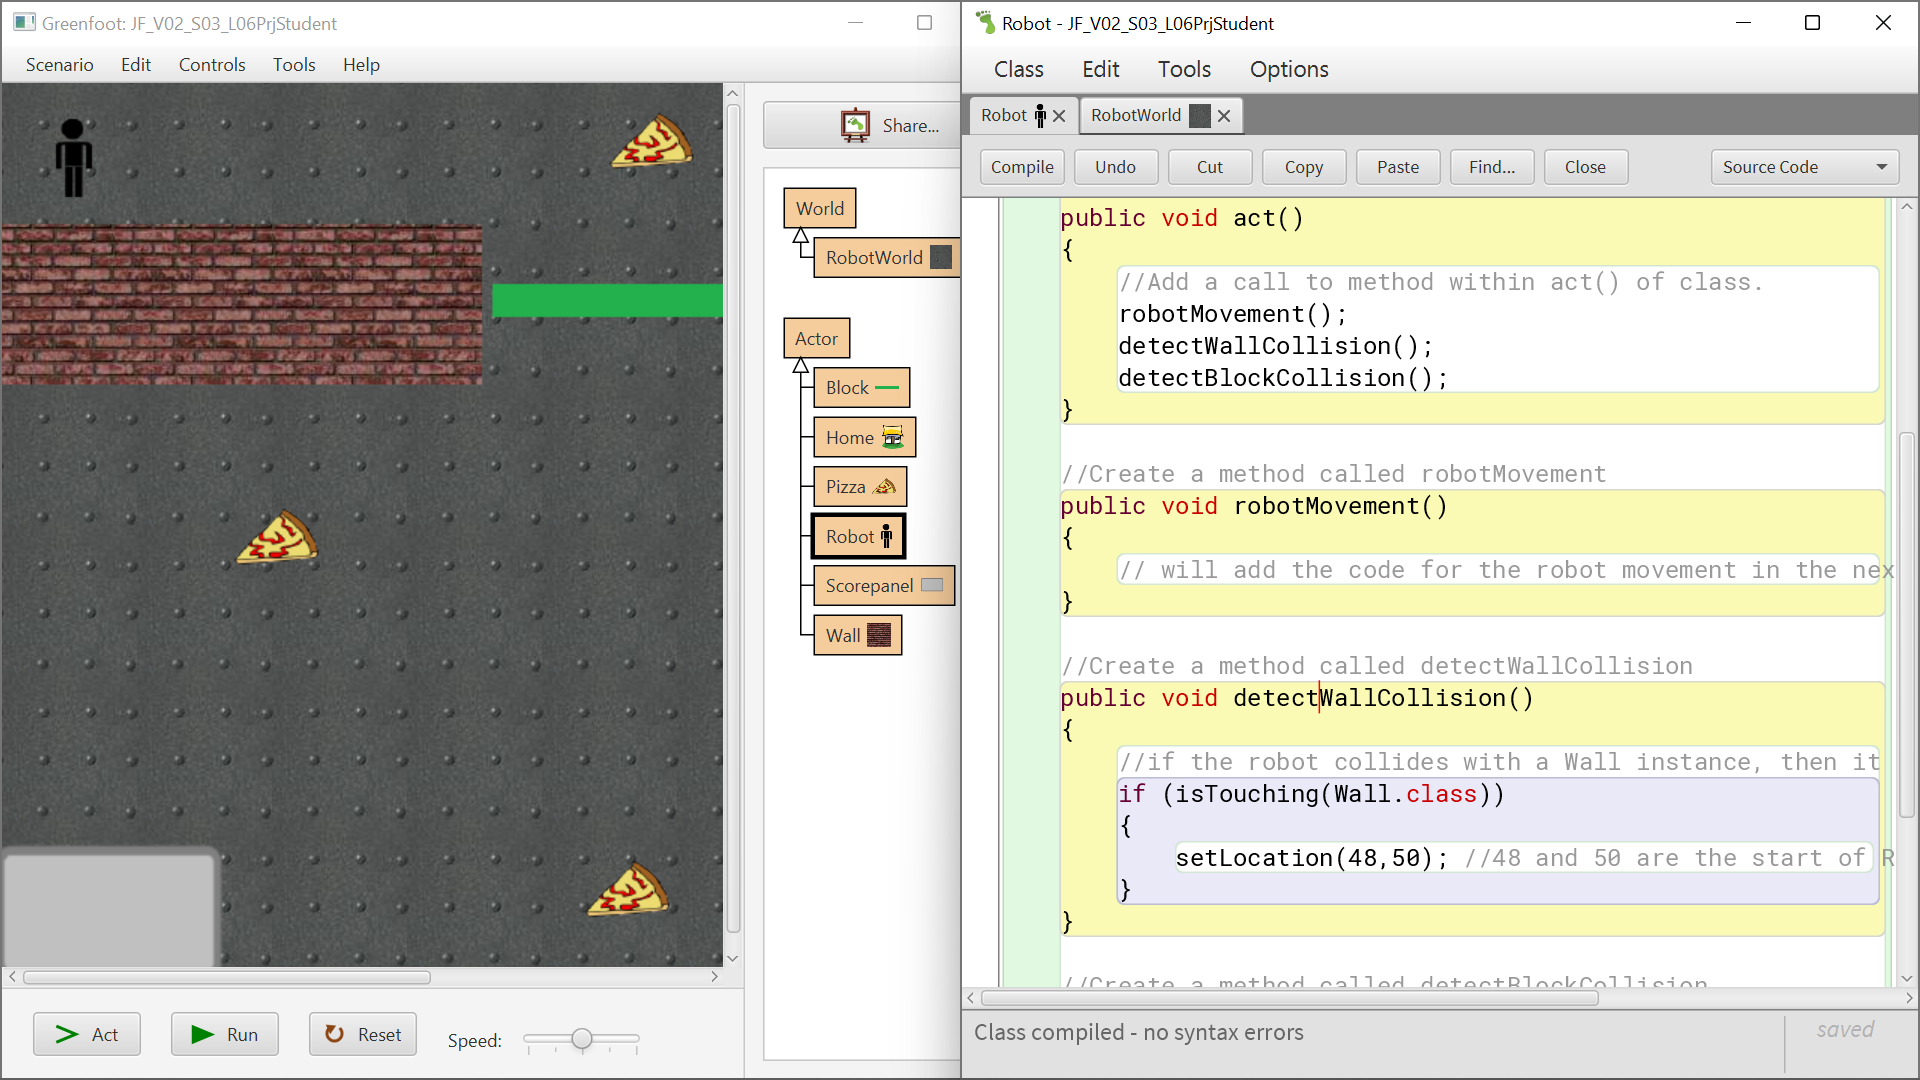 Greenfoot: JF_V02_S03_L06PrjStudent
Scenario Edit Controls Tools Help
Share...
World
RobotWorld
Actor
Block
Home
Pizza
Robot
Scorepanel
Wall
Act Run Reset Speed:
Robot - JF_V02_S03_L06PrjStudent
Class Edit Tools Options
Robot RobotWorld
Compile Undo Cut Copy Paste Find... Close Source Code
public void act()
{
//Add a call to method within act() of class.
robotMovement();
detectWallCollision();
detectBlockCollision();
}
//Create a method called robotMovement
public void robotMovement()
{
// will add the code for the robot movement in the nex
}
//Create a method called detectWallCollision
public void detectWallCollision()
{
//if the robot collides with a Wall instance, then it
if (isTouching(Wall.class))
{
setLocation(48,50); //48 and 50 are the start of R
}
}
//Create a method called detectBlockCollision
Class compiled - no syntax errors
saved